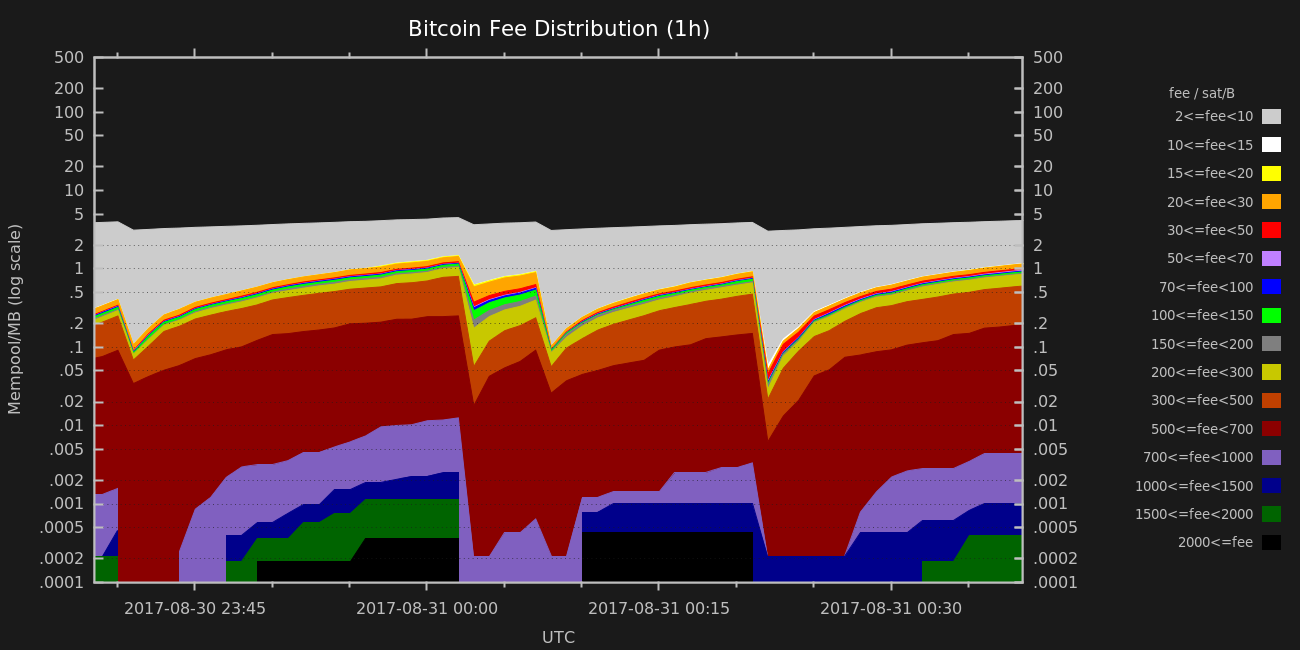 Bitcoin Fee Distribution (1h)
500 500
200 200
100 100
50 50
20 20
10 10
5 5
2 2
1 1
.5 .5
.2 .2
.1 .1
.05 .05
.02 .02
.01 .01
.005 .005
.002 .002
.001 .001
.0005 .0005
.0002 .0002
.0001 .0001
Mempool/MB (log scale)
2017-08-30 23:45 2017-08-31 00:00 2017-08-31 00:15 2017-08-31 00:30
UTC
fee / sat/B
2<=fee<10
10<=fee<15
15<=fee<20
20<=fee<30
30<=fee<50
50<=fee<70
70<=fee<100
100<=fee<150
150<=fee<200
200<=fee<300
300<=fee<500
500<=fee<700
700<=fee<1000
1000<=fee<1500
1500<=fee<2000
2000<=fee